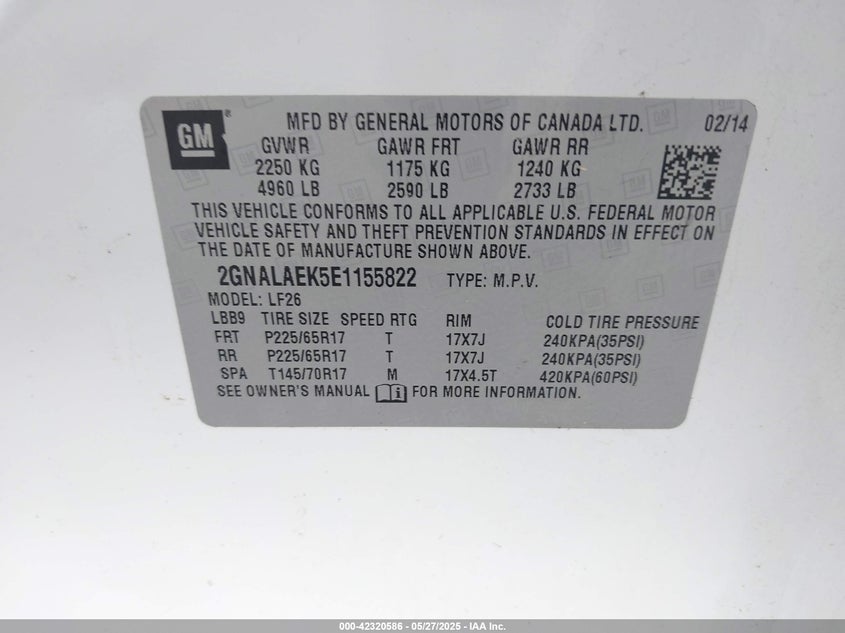 GM
® MFD BY GENERAL MOTORS OF CANADA LTD. 02/14
GVWR GAWR FRT GAWR RR
2250 KG 1175 KG 1240 KG
4960 LB 2590 LB 2733 LB
THIS VEHICLE CONFORMS TO ALL APPLICABLE U.S. FEDERAL MOTOR
VEHICLE SAFETY AND THEFT PREVENTION STANDARDS IN EFFECT ON
THE DATE OF MANUFACTURE SHOWN ABOVE.
2GNALAEK5E1155822 TYPE: M.P.V.
MODEL: LF26
LBB9 TIRE SIZE SPEED RTG RIM COLD TIRE PRESSURE
FRT P225/65R17 T 17X7J 240KPA(35PSI)
RR P225/65R17 T 17X7J 240KPA(35PSI)
SPA T145/70R17 M 17X4.5T 420KPA(60PSI)
SEE OWNER'S MANUAL i FOR MORE INFORMATION.
000-42320586 - 05/27/2025 - IAA Inc.